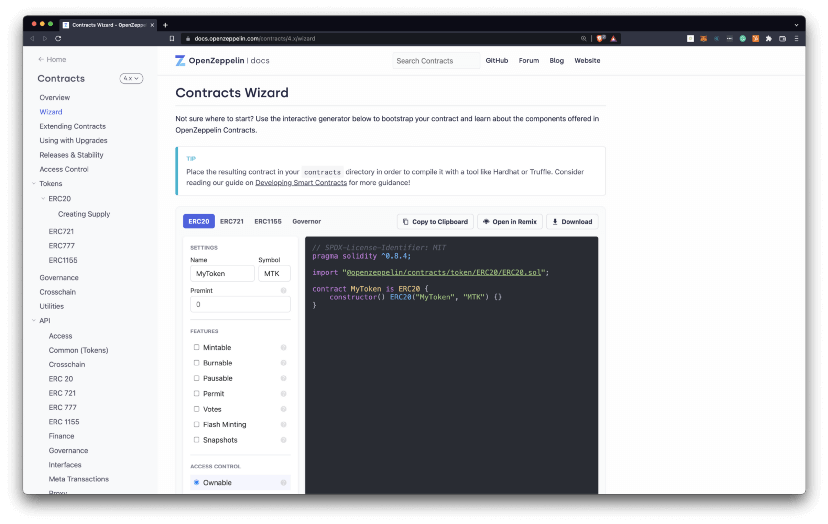 Contracts Wizard - OpenZeppe
docs.openzeppelin.com/contracts/4.x/wizard
Home
Contracts
4.x
Overview
Wizard
Extending Contracts
Using with Upgrades
Releases & Stability
Access Control
Tokens
ERC20
Creating Supply
ERC721
ERC777
ERC1155
Governance
Crosschain
Utilities
API
Access
Common (Tokens)
Crosschain
ERC 20
ERC 721
ERC 777
ERC 1155
Finance
Governance
Interfaces
Meta Transactions
Proxy
OpenZeppelin | docs
Search Contracts
GitHub
Forum
Blog
Website
Contracts Wizard
Not sure where to start? Use the interactive generator below to bootstrap your contract and learn about the components offered in
OpenZeppelin Contracts.
TIP
Place the resulting contract in your contracts directory in order to compile it with a tool like Hardhat or Truffle. Consider
reading our guide on Developing Smart Contracts for more guidance!
ERC20
ERC721
ERC1155
Governor
Copy to Clipboard
Open in Remix
Download
SETTINGS
Name
Symbol
MyToken
MTK
Premint
0
FEATURES
Mintable
Burnable
Pausable
Permit
Votes
Flash Minting
Snapshots
ACCESS CONTROL
Ownable
// SPDX-License-Identifier: MIT
pragma solidity ^0.8.4;
import "@openzeppelin/contracts/token/ERC20/ERC20.sol";
contract MyToken is ERC20 {
constructor() ERC20("MyToken", "MTK") {}
}